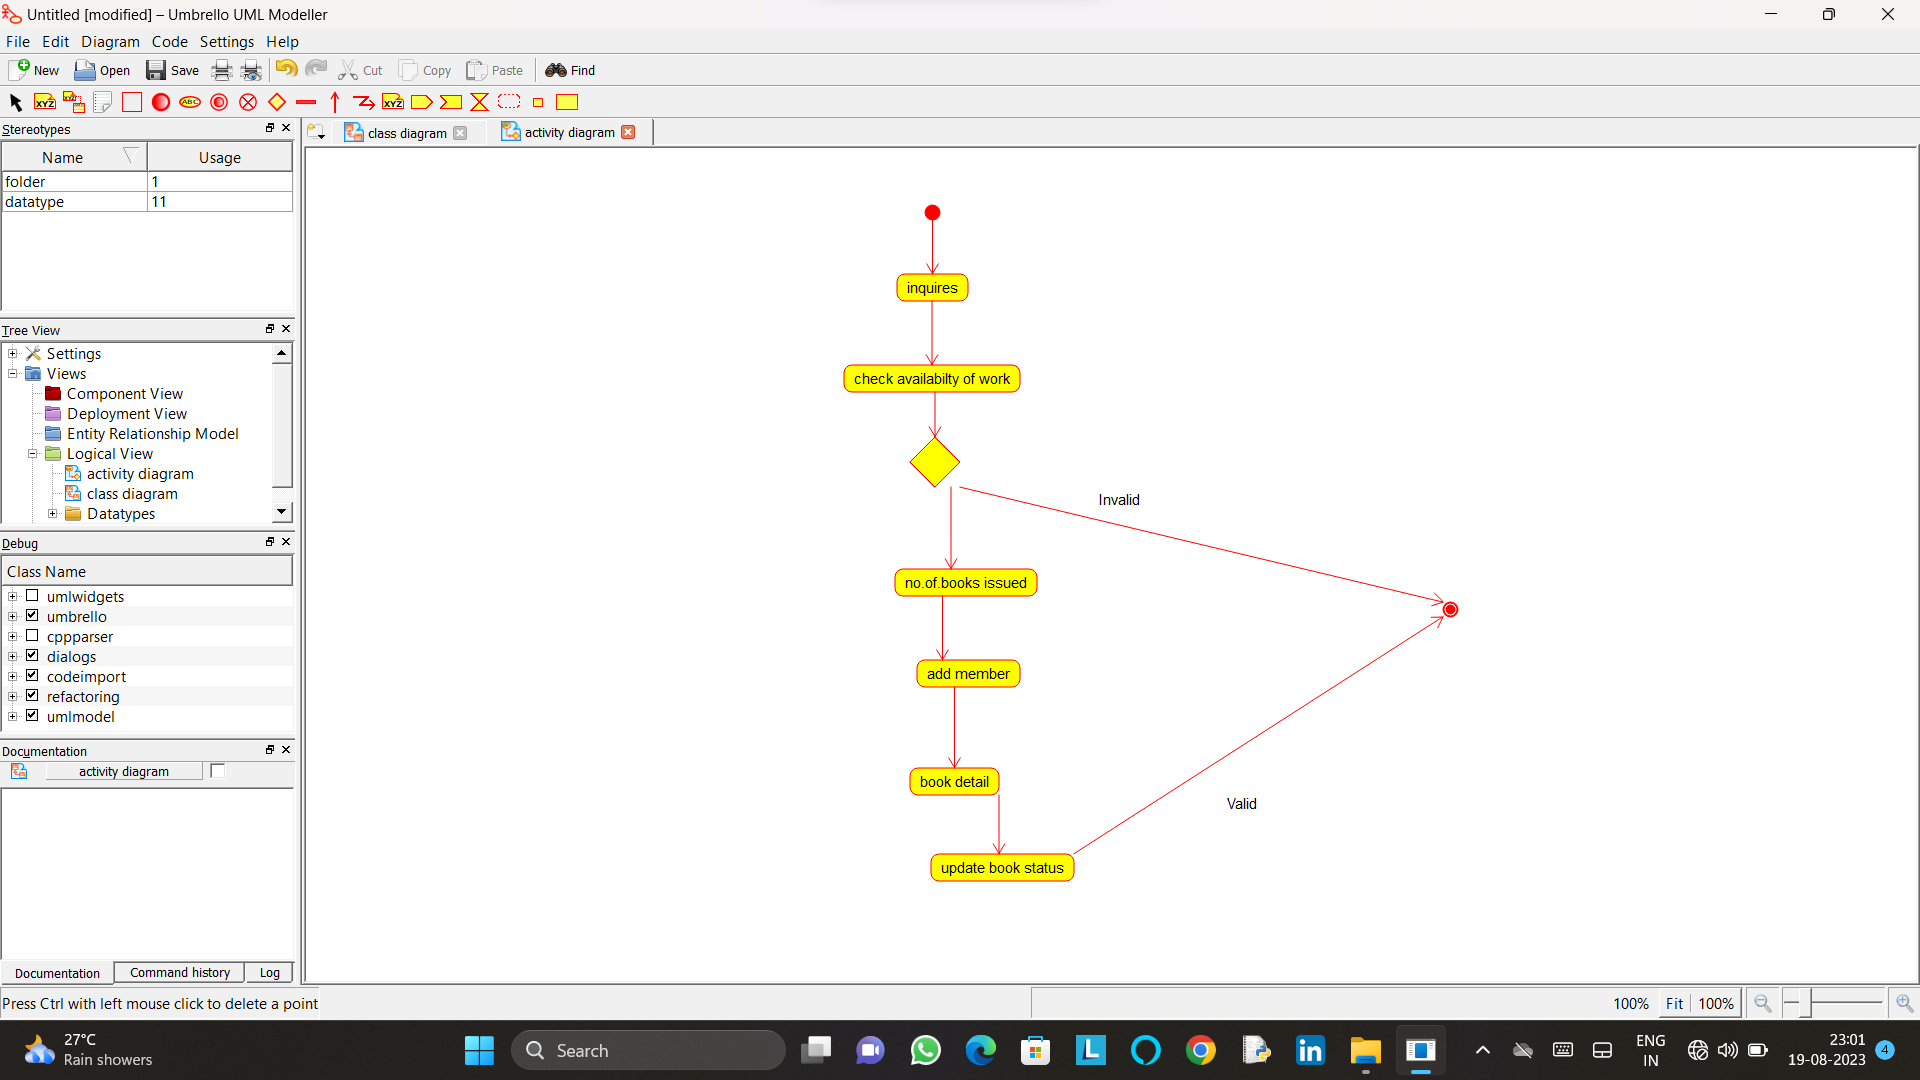 Untitled [modified] – Umbrello UML Modeller
File Edit Diagram Code Settings Help
New Open Save Cut Copy Paste Find
XYZ XYZ ABC XYZ
Stereotypes
class diagram activity diagram
Name Usage
folder 1
datatype 11
Tree View
Settings
Views
Component View
Deployment View
Entity Relationship Model
Logical View
activity diagram
class diagram
Datatypes
Debug
Class Name
umlwidgets
umbrello
cppparser
dialogs
codeimport
refactoring
umlmodel
Documentation
activity diagram
Documentation Command history Log
inquires
check availabilty of work
Invalid
no.of.books issued
add member
book detail
Valid
update book status
Press Ctrl with left mouse click to delete a point
100% Fit 100%
27°C
Rain showers
Search
L
in
ENG
IN
23:01
19-08-2023
4